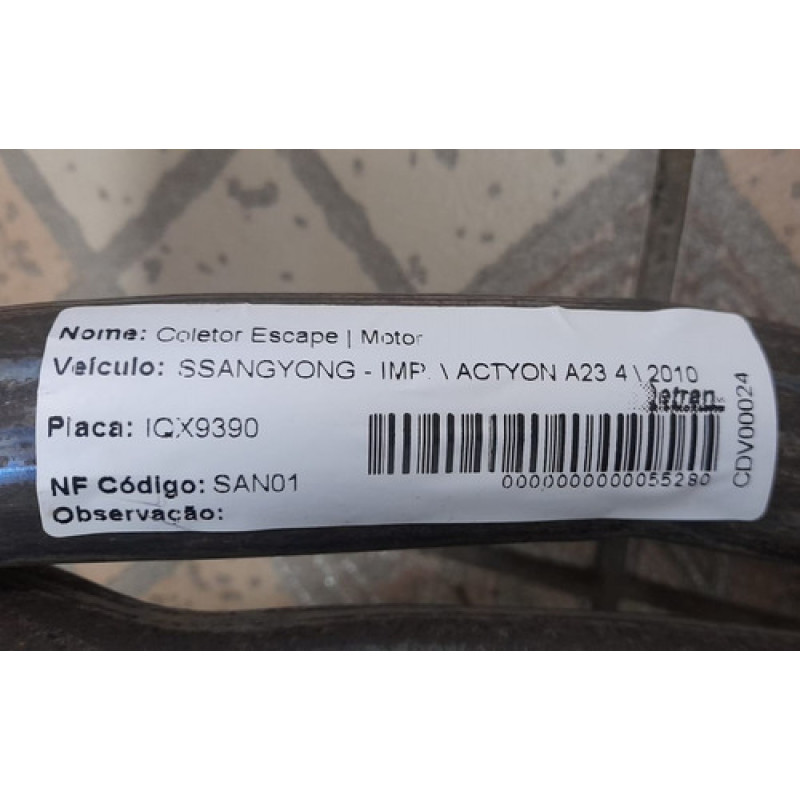 Nome: Coletor Escape | Motor
Veículo: SSANGYONG - IMP. \ ACTYON A23 4 \ 2010
Detran
Placa: IQX9390
NF Código: SAN01
0000000000055280
Observação:
CDV00024